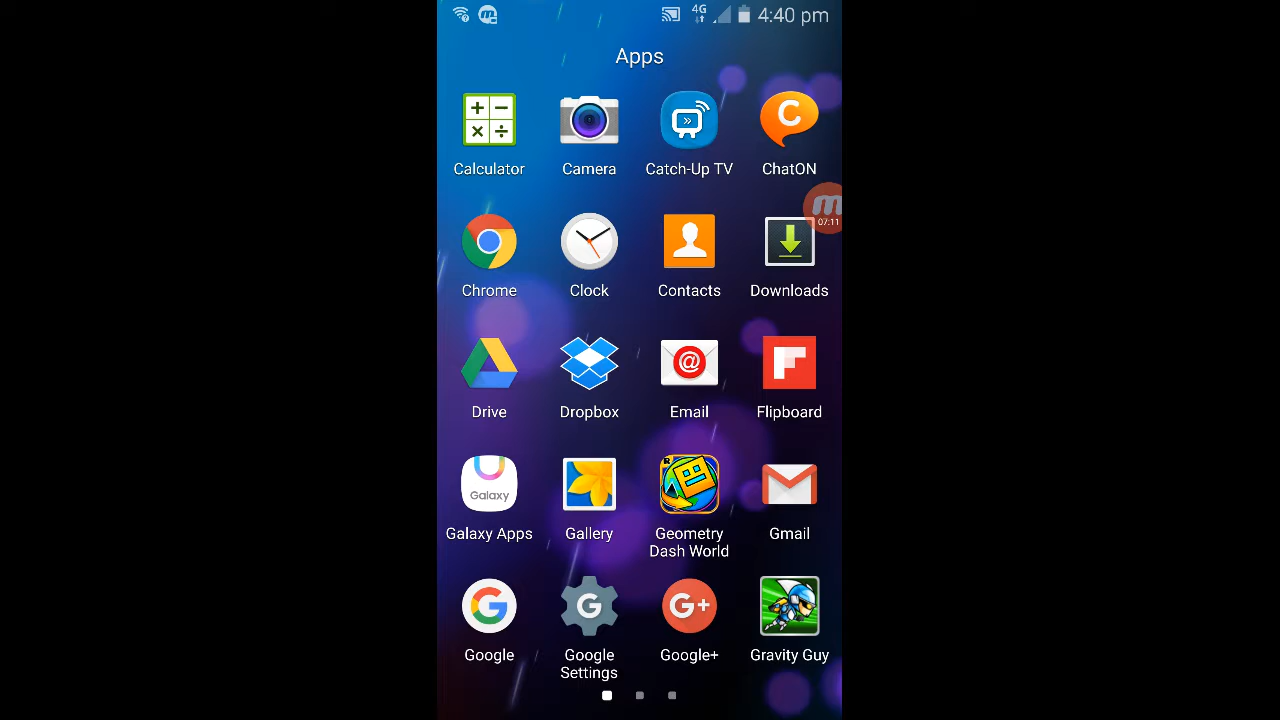 4G 4:40 pm
Apps
Calculator Camera Catch-Up TV ChatON
07:11
Chrome Clock Contacts Downloads
Drive Dropbox Email Flipboard
Galaxy
Galaxy Apps Gallery Geometry Dash World Gmail
Google Google Settings Google+ Gravity Guy